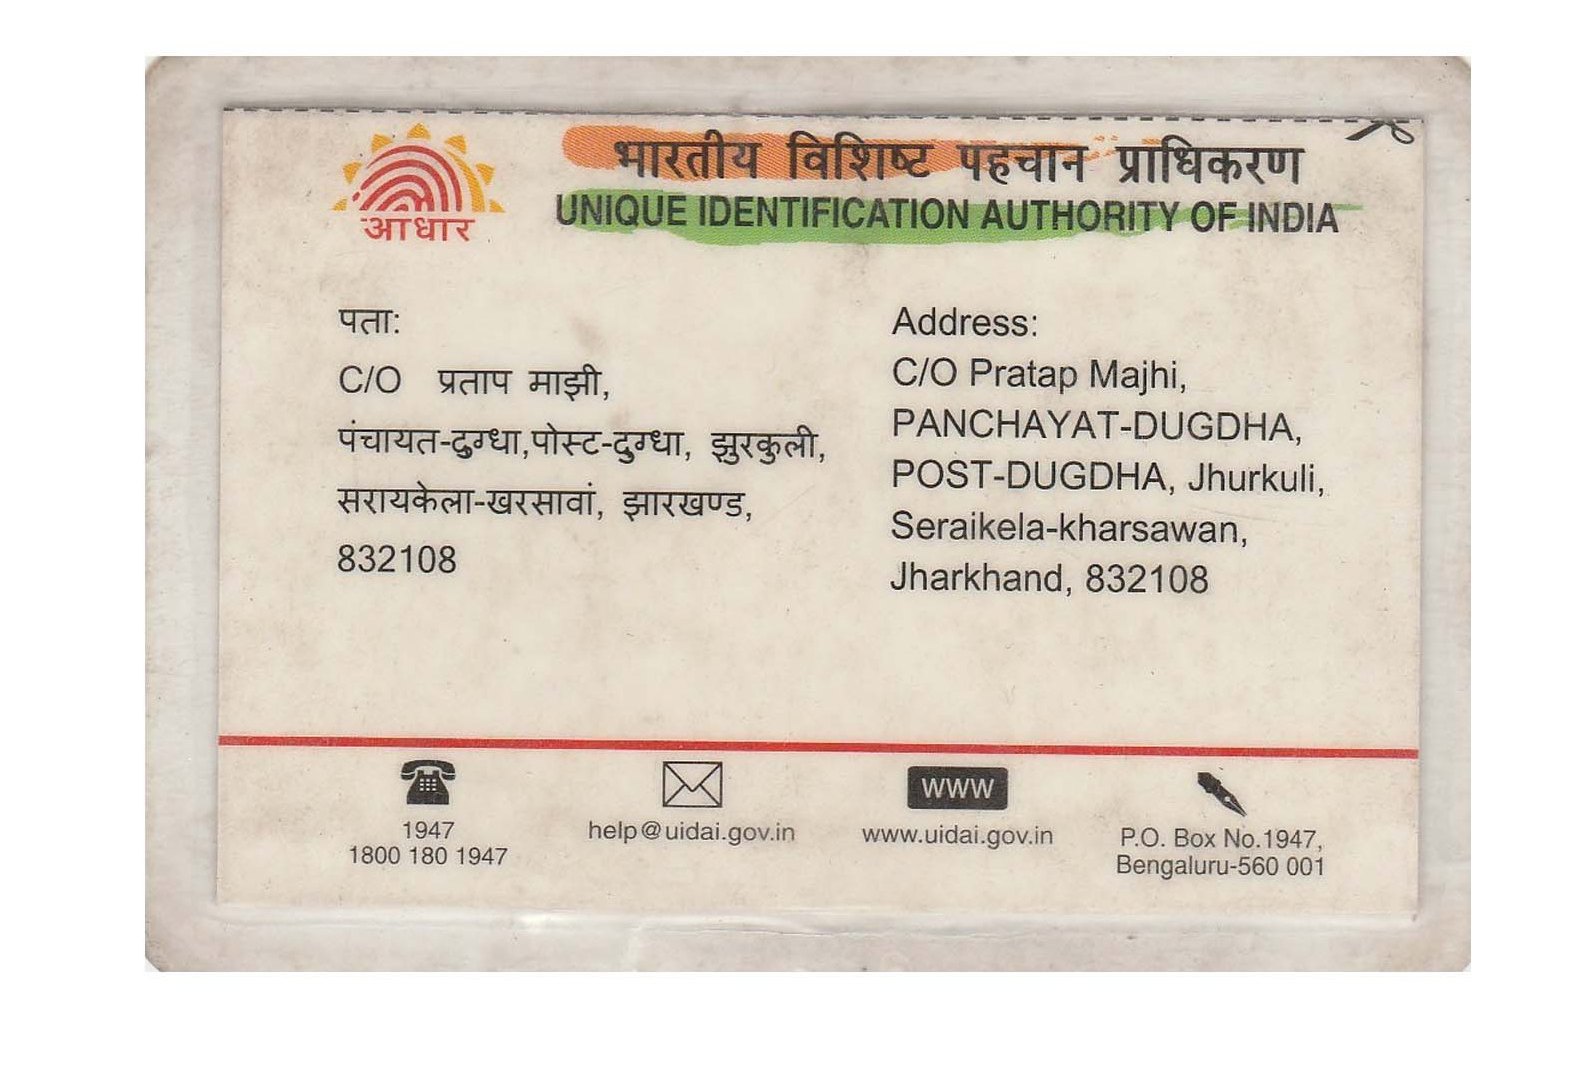 भारतीय विशिष्ट पहचान प्राधिकरण
UNIQUE IDENTIFICATION AUTHORITY OF INDIA
आधार
पता:
C/O प्रताप माझी,
पंचायत-दुग्धा,पोस्ट-दुग्धा, झुरकुली,
सरायकेला-खरसावां, झारखण्ड,
832108
Address:
C/O Pratap Majhi,
PANCHAYAT-DUGDHA,
POST-DUGDHA, Jhurkuli,
Seraikela-kharsawan,
Jharkhand, 832108
1947
1800 180 1947
help@uidai.gov.in
www
www.uidai.gov.in
P.O. Box No.1947,
Bengaluru-560 001